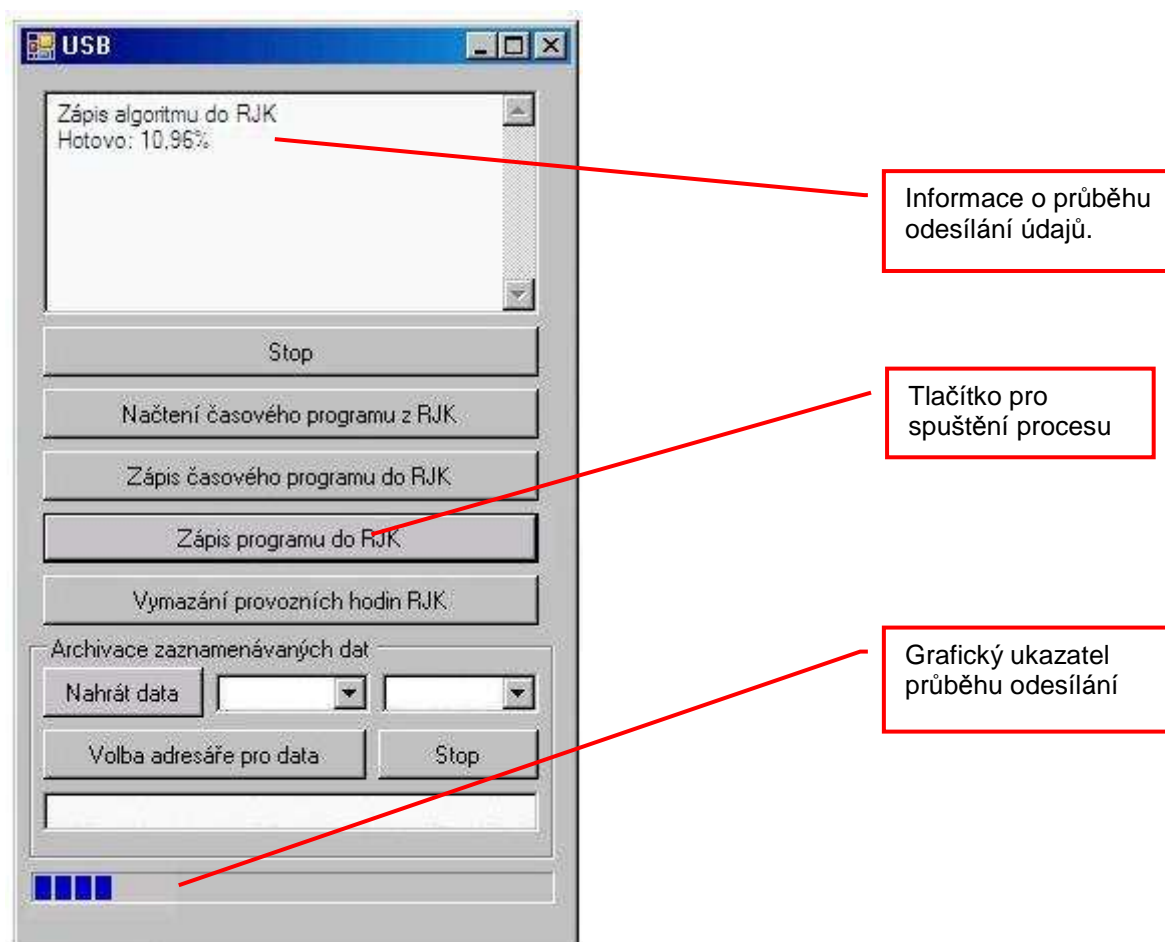 USB
Zápis algoritmu do RJK
Hotovo: 10,96%
Informace o průběhu
odesílání údajů.
Stop
Načtení časového programu z RJK
Tlačítko pro
spuštění procesu
Zápis časového programu do RJK
Zápis programu do RJK
Vymazání provozních hodin RJK
Archivace zaznamenávaných dat
Nahrát data
Grafický ukazatel
průběhu odesílání
Volba adresáře pro data
Stop